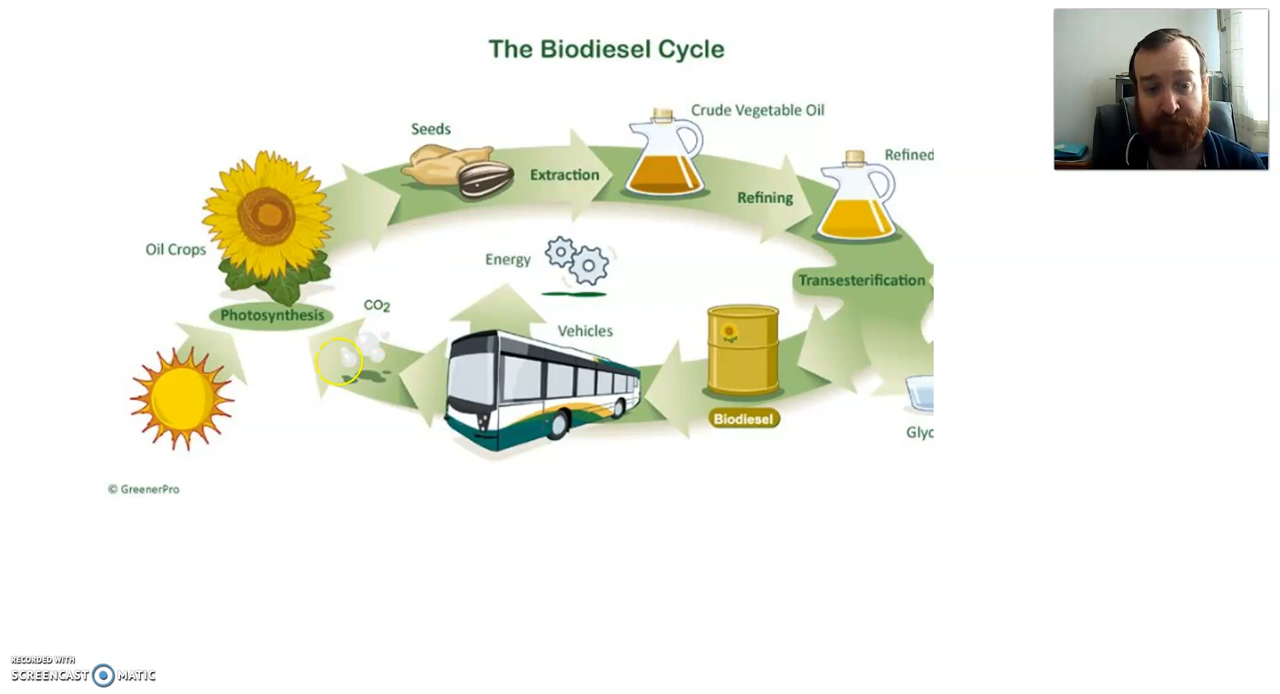 The Biodiesel Cycle
Crude Vegetable Oil
Seeds
Refined
Extraction
Refining
Oil Crops
Energy
Transesterification
CO2
Photosynthesis
Vehicles
Biodiesel
© GreenerPro
RECORDED WITH
SCREENCAST MATIC